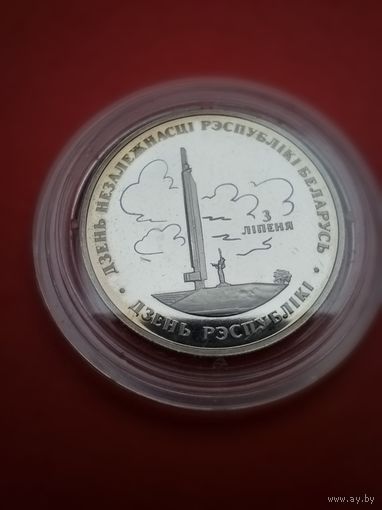 ДЗЕНЬ НЕЗАЛЕЖНАСЦІ РЭСПУБЛІКІ БЕЛАРУСЬ
3
ЛІПЕНЯ
ДЗЕНЬ РЭСПУБЛІКІ
www.ay.by